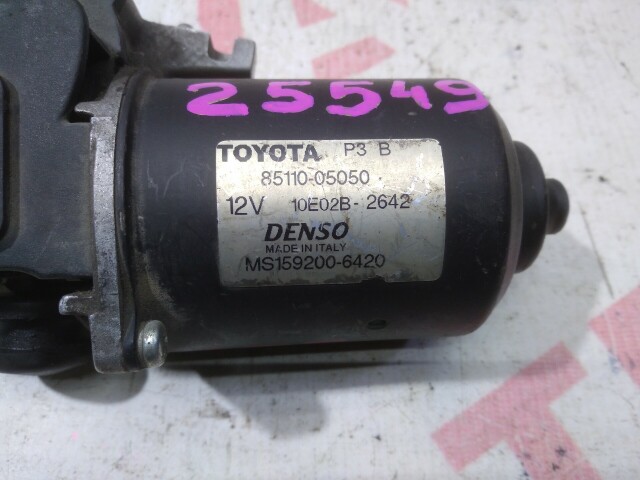 25549
TOYOTA P3 B
85110-05050
12V 10E02B-2642
DENSO
MADE IN ITALY
MS159200-6420